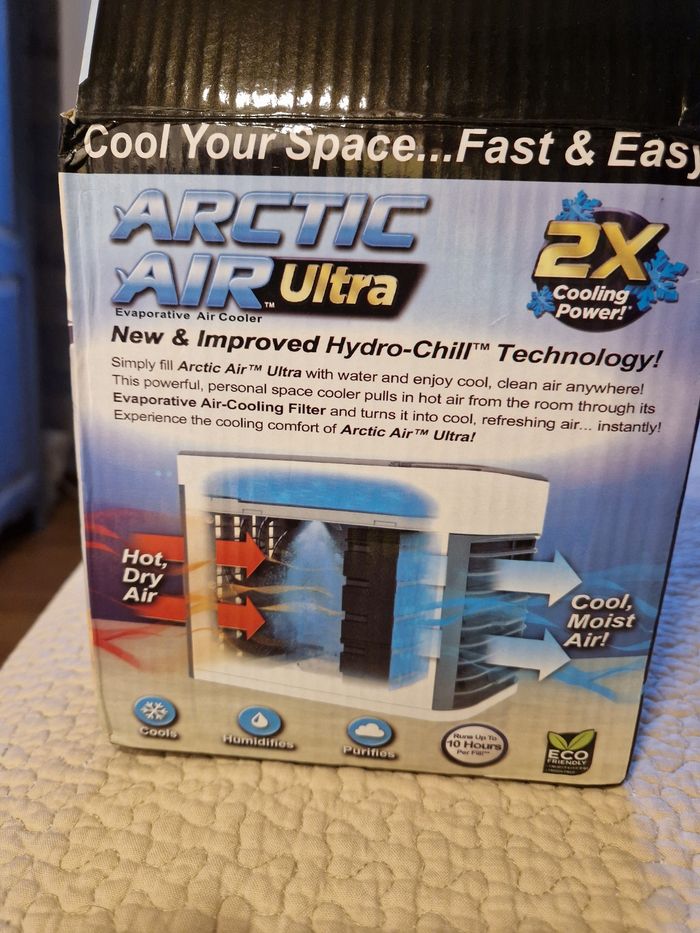 Cool Your Space...Fast & Easy
ARCTIC
AIR™ Ultra
Evaporative Air Cooler
2X
Cooling
Power!*
New & Improved Hydro-Chill™ Technology!
Simply fill Arctic Air™ Ultra with water and enjoy cool, clean air anywhere!
This powerful, personal space cooler pulls in hot air from the room through its
Evaporative Air-Cooling Filter and turns it into cool, refreshing air... instantly!
Experience the cooling comfort of Arctic Air™ Ultra!
Hot,
Dry
Air
Cool,
Moist
Air!
Cools
Humidifies
Purifies
Runs Up To
10 Hours
Per Fill**
ECO
FRIENDLY